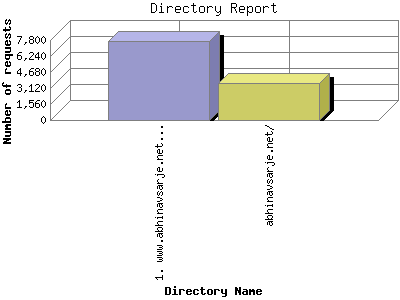 Directory Report
Number of requests
7,800
6,240
4,680
3,120
1,560
0
1. www.abhinavsarje.net...
abhinavsarje.net/
Directory Name